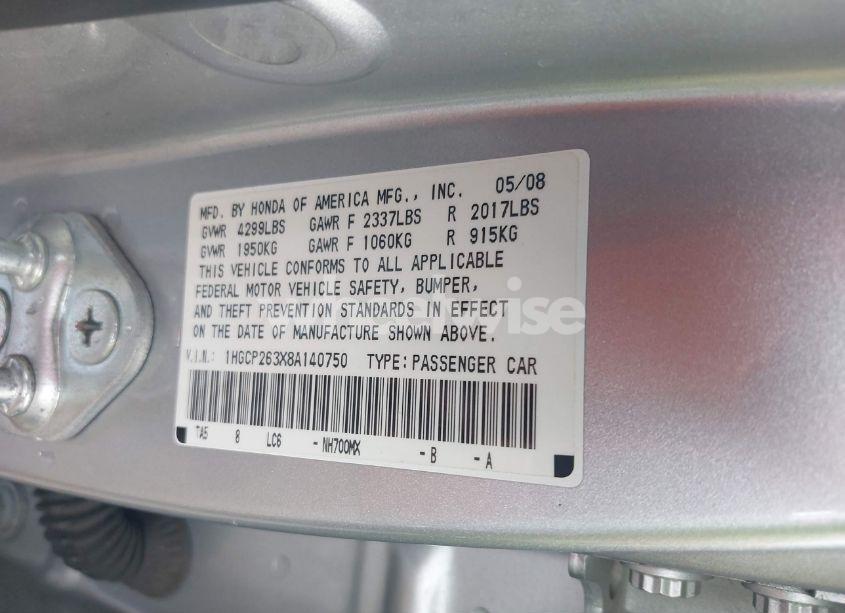 MFD. BY HONDA OF AMERICA MFG., INC. 05/08
GVWR 4299LBS GAWR F 2337LBS R 2017LBS
GVWR 1950KG GAWR F 1060KG R 915KG
THIS VEHICLE CONFORMS TO ALL APPLICABLE
FEDERAL MOTOR VEHICLE SAFETY, BUMPER,
AND THEFT PREVENTION STANDARDS IN EFFECT
ON THE DATE OF MANUFACTURE SHOWN ABOVE.
V.I.N.: 1HGCP263X8A140750 TYPE:PASSENGER CAR
TA5 8 LC6 -NH700MX -B -A